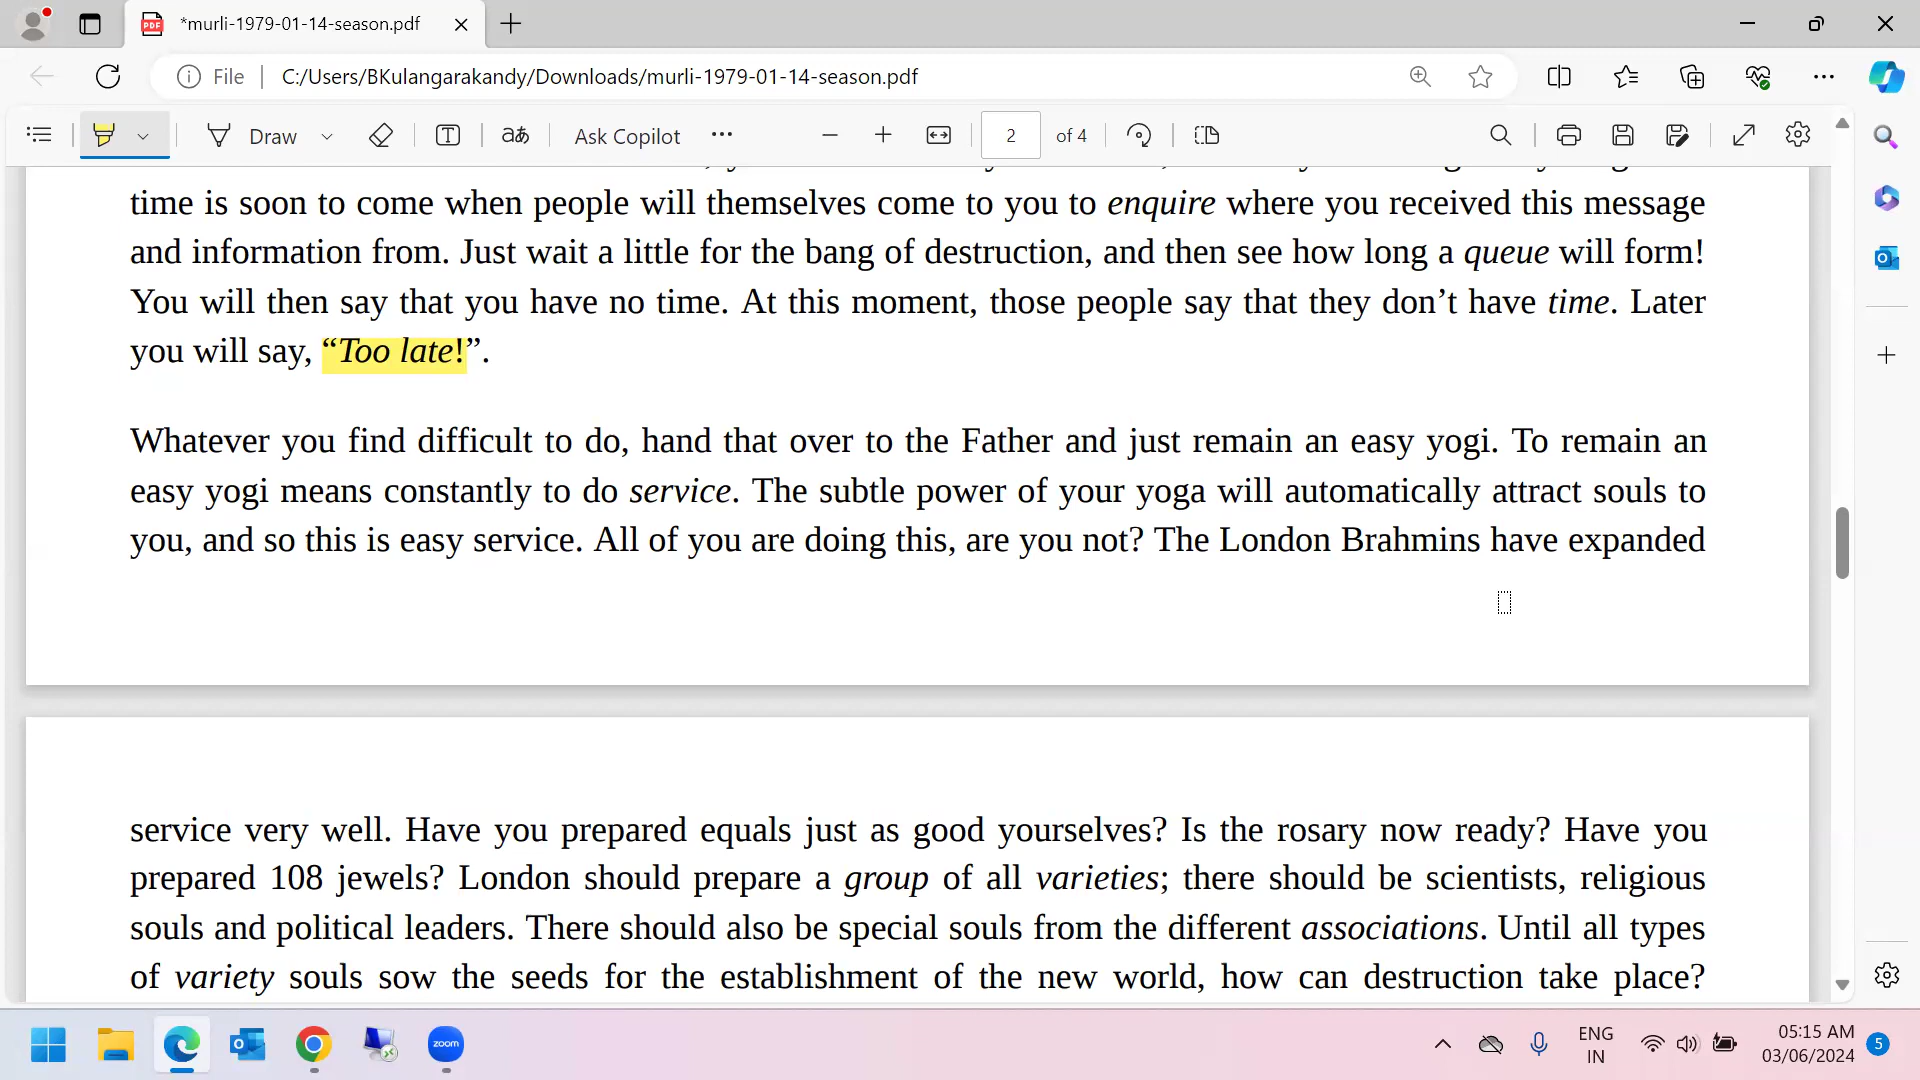 *murli-1979-01-14-season.pdf
File
C:/Users/BKulangarakandy/Downloads/murli-1979-01-14-season.pdf
Draw
aあ
Ask Copilot
2
of 4
time is soon to come when people will themselves come to you to enquire where you received this message
and information from. Just wait a little for the bang of destruction, and then see how long a queue will form!
You will then say that you have no time. At this moment, those people say that they don’t have time. Later
you will say, “Too late!”.
Whatever you find difficult to do, hand that over to the Father and just remain an easy yogi. To remain an
easy yogi means constantly to do service. The subtle power of your yoga will automatically attract souls to
you, and so this is easy service. All of you are doing this, are you not? The London Brahmins have expanded
service very well. Have you prepared equals just as good yourselves? Is the rosary now ready? Have you
prepared 108 jewels? London should prepare a group of all varieties; there should be scientists, religious
souls and political leaders. There should also be special souls from the different associations. Until all types
of variety souls sow the seeds for the establishment of the new world, how can destruction take place?
zoom
ENG
IN
05:15 AM
03/06/2024
5